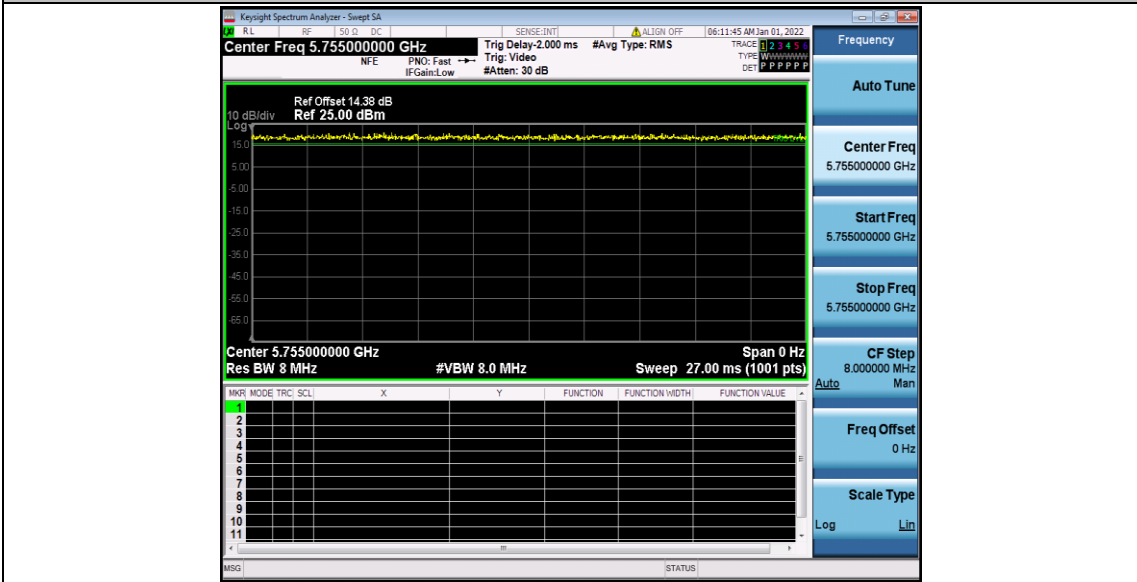 Keysight Spectrum Analyzer - Swept SA
RL RF 50 Ω DC SENSE:INT ALIGN OFF 06:11:45 AM Jan 01, 2022
Center Freq 5.755000000 GHz
NFE
PNO: Fast
IFGain:Low
Trig Delay-2.000 ms
Trig: Video
#Atten: 30 dB
#Avg Type: RMS
TRACE 1 2 3 4 5 6
TYPE WWWWWW
DET P P P P P P
Ref Offset 14.38 dB
10 dB/div Ref 25.00 dBm
Log
15.0
5.00
-5.00
-15.0
-25.0
-35.0
-45.0
-55.0
-65.0
Center 5.755000000 GHz Span 0 Hz
Res BW 8 MHz #VBW 8.0 MHz Sweep 27.00 ms (1001 pts)
MKR MODE TRC SCL X Y FUNCTION FUNCTION WIDTH FUNCTION VALUE
1
2
3
4
5
6
7
8
9
10
11
MSG STATUS
Frequency
Auto Tune
Center Freq
5.755000000 GHz
Start Freq
5.755000000 GHz
Stop Freq
5.755000000 GHz
CF Step
8.000000 MHz
Auto Man
Freq Offset
0 Hz
Scale Type
Log Lin